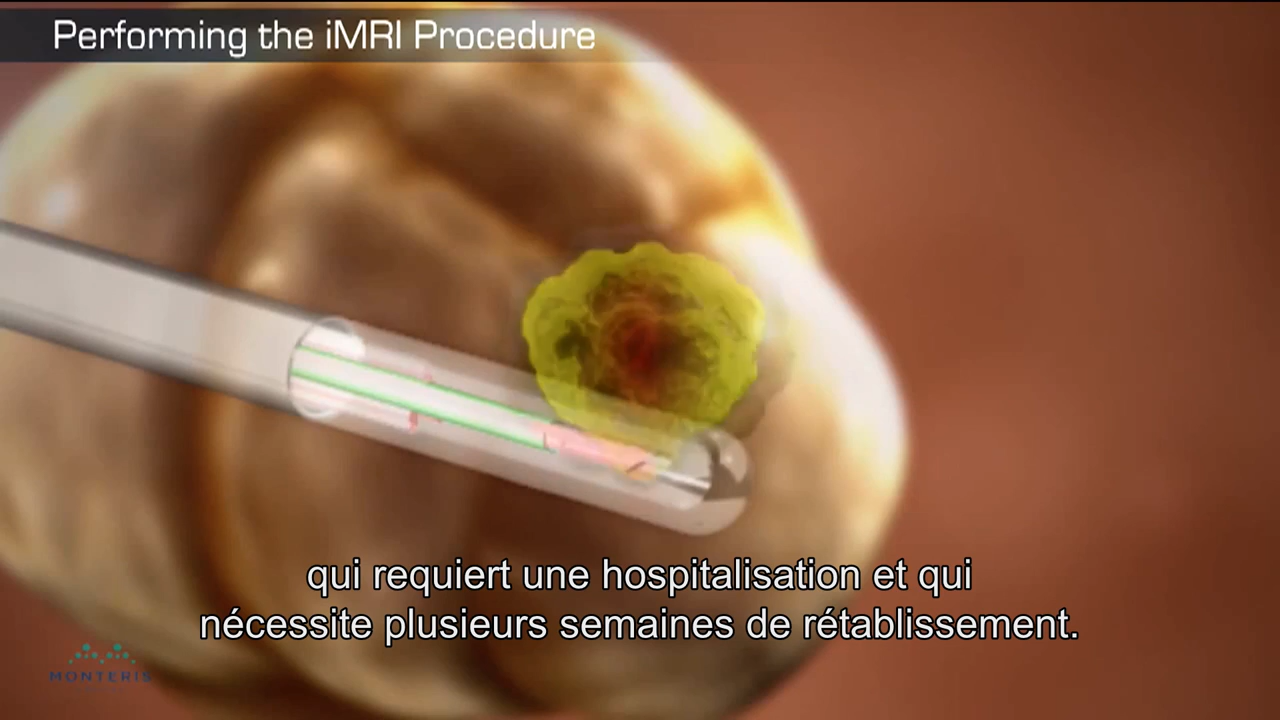 Performing the iMRI Procedure
qui requiert une hospitalisation et qui
nécessite plusieurs semaines de rétablissement.
MONTERIS